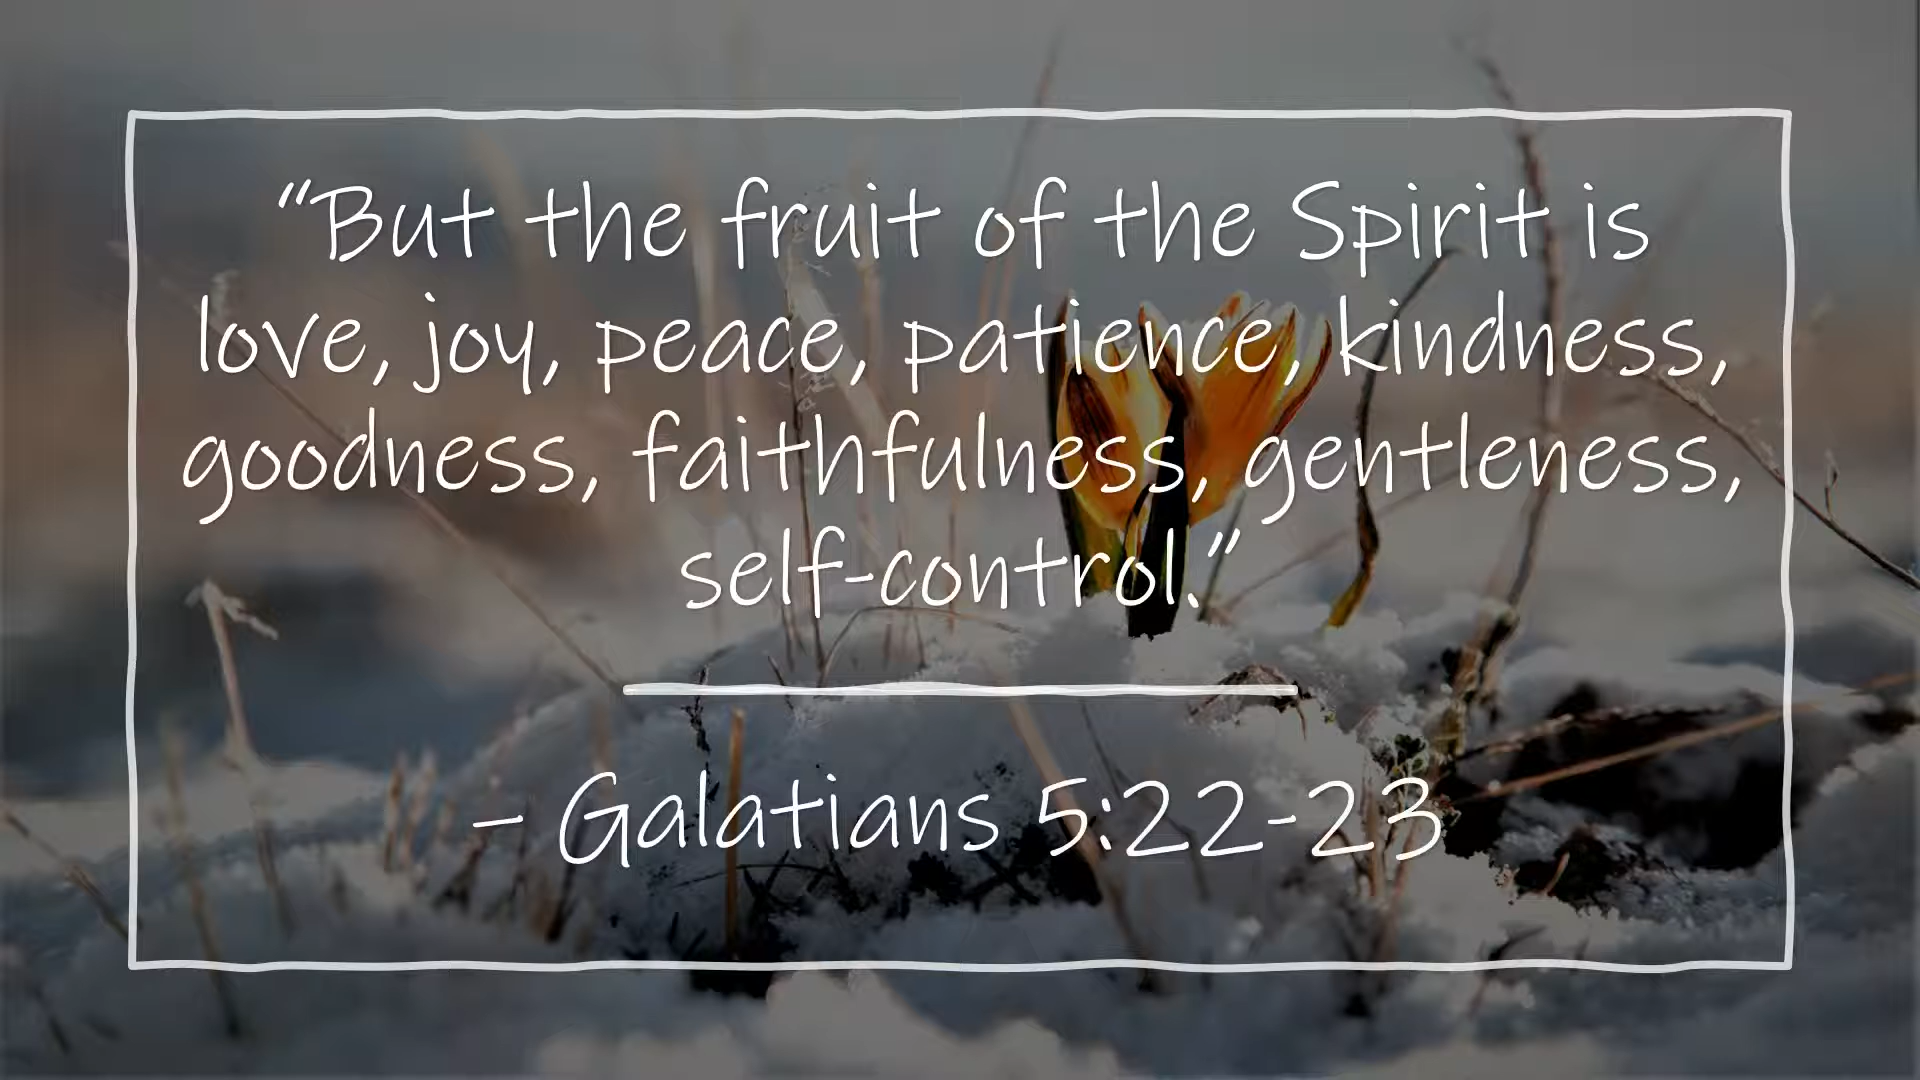 “But the fruit of the Spirit is
love, joy, peace, patience, kindness,
goodness, faithfulness, gentleness,
self-control.”
– Galatians 5:22-23